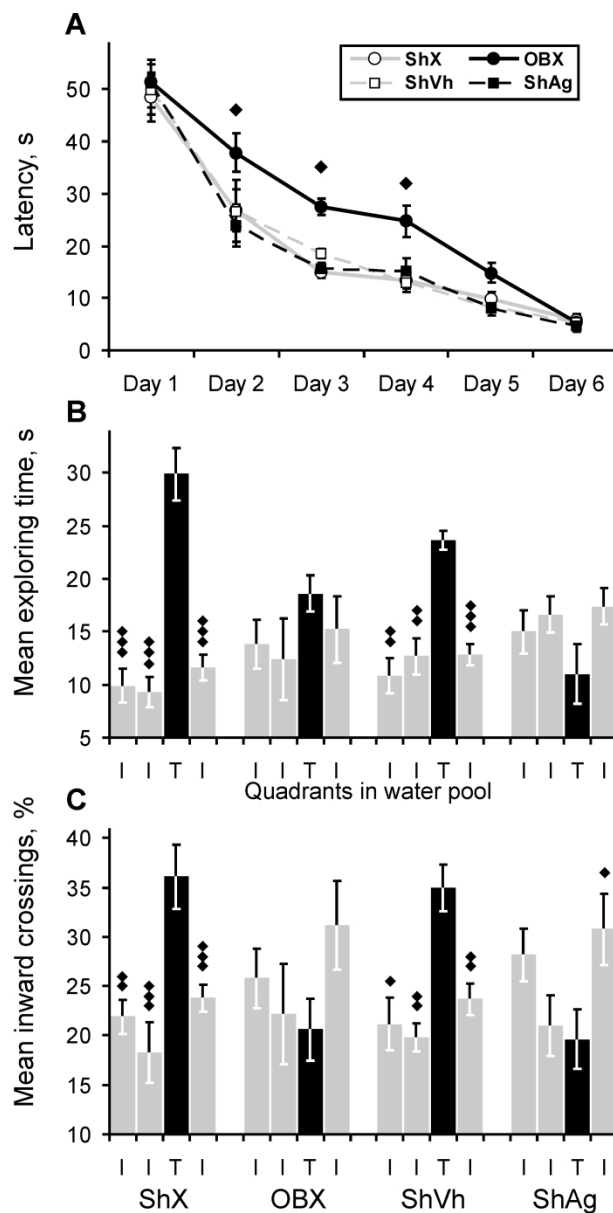 A
ShX OBX
ShVh ShAg
Latency, s
50
40
30
20
10
0
Day 1 Day 2 Day 3 Day 4 Day 5 Day 6
B
Mean exploring time, s
30
25
20
15
10
5
I I T I I I T I I I T I I I T I
Quadrants in water pool
C
Mean inward crossings, %
40
35
30
25
20
15
10
I I T I I I T I I I T I I I T I
ShX OBX ShVh ShAg